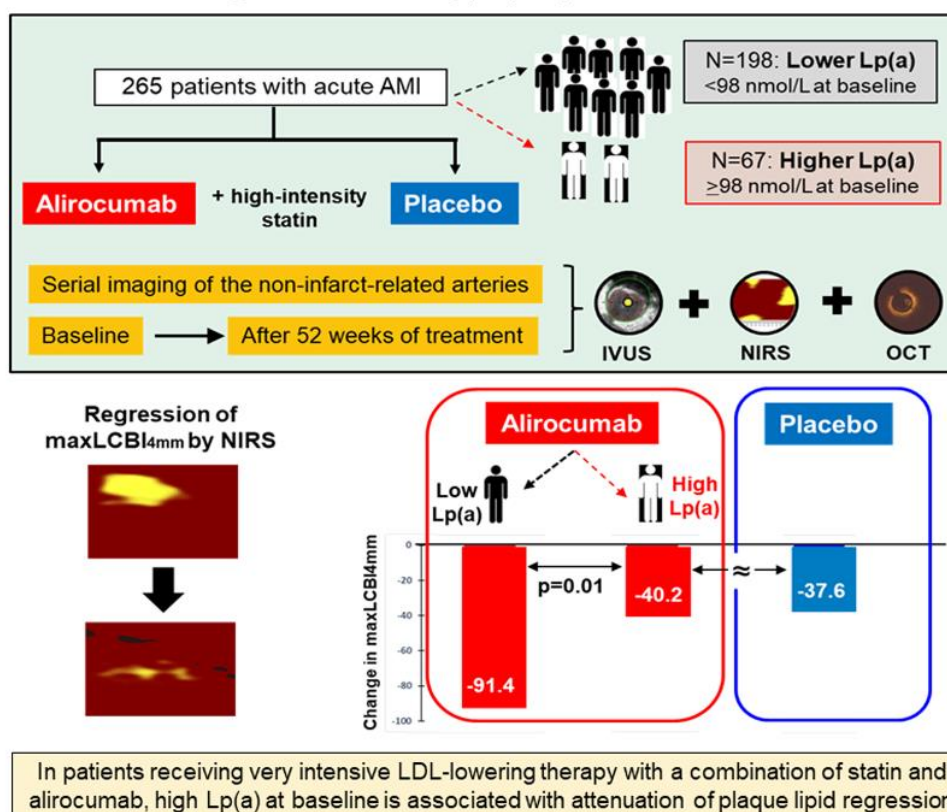 265 patients with acute AMI
N=198: Lower Lp(a)
<98 nmol/L at baseline
N=67: Higher Lp(a)
≥98 nmol/L at baseline
Alirocumab
+ high-intensity
statin
Placebo
Serial imaging of the non-infarct-related arteries
Baseline
After 52 weeks of treatment
IVUS
+
NIRS
+
OCT
Regression of
maxLCBI4mm by NIRS
Alirocumab
Placebo
Low
Lp(a)
High
Lp(a)
Change in maxLCBI4mm
0
-20
-40
-60
-80
-100
-91.4
p=0.01
-40.2
≈
-37.6
In patients receiving very intensive LDL-lowering therapy with a combination of statin and
alirocumab, high Lp(a) at baseline is associated with attenuation of plaque lipid regression